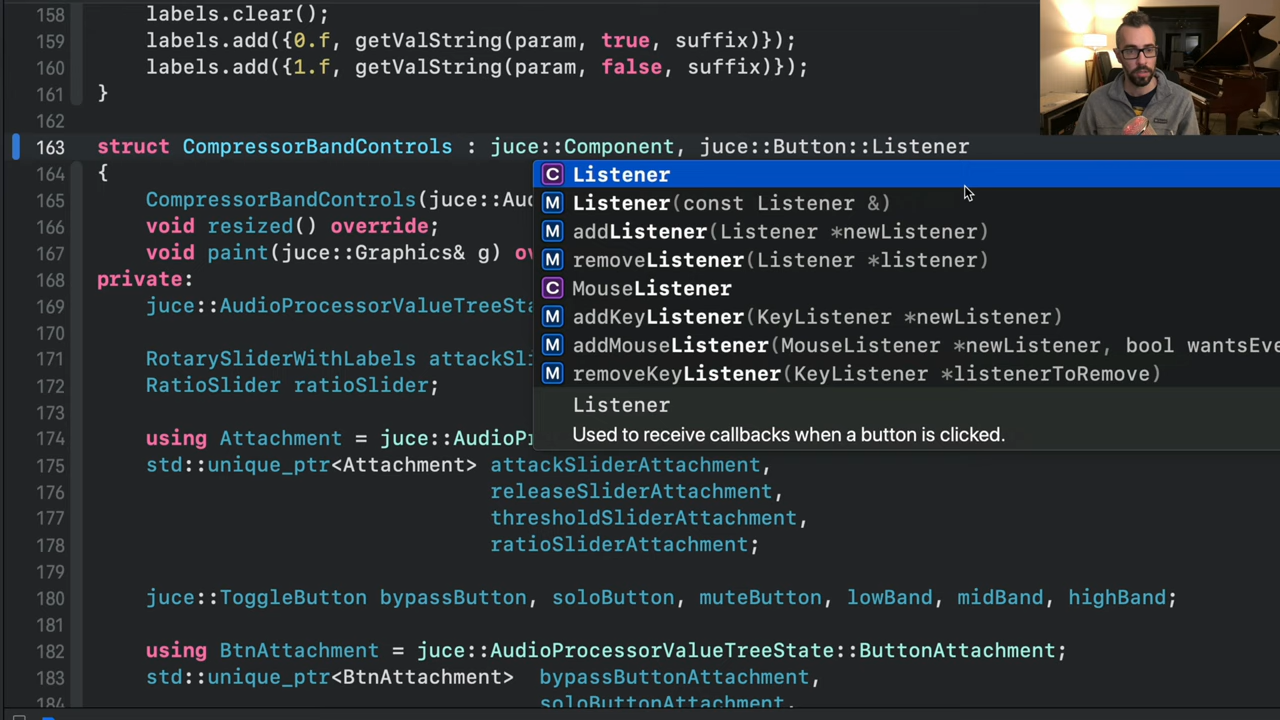 158 labels.clear();
159 labels.add({0.f, getValString(param, true, suffix)});
160 labels.add({1.f, getValString(param, false, suffix)});
161 }
162
163 struct CompressorBandControls : juce::Component, juce::Button::Listener
164 {
C Listener
165 CompressorBandControls(juce::Au
M Listener(const Listener &)
166 void resized() override;
M addListener(Listener *newListener)
167 void paint(juce::Graphics& g) ov
M removeListener(Listener *listener)
168 private:
C MouseListener
169 juce::AudioProcessorValueTreeSta
M addKeyListener(KeyListener *newListener)
170
M addMouseListener(MouseListener *newListener, bool wantsEve
171 RotarySliderWithLabels attackSli
172 RatioSlider ratioSlider;
M removeKeyListener(KeyListener *listenerToRemove)
173
Listener
174 using Attachment = juce::AudioPr
Used to receive callbacks when a button is clicked.
175 std::unique_ptr<Attachment> attackSliderAttachment,
176 releaseSliderAttachment,
177 thresholdSliderAttachment,
178 ratioSliderAttachment;
179
180 juce::ToggleButton bypassButton, soloButton, muteButton, lowBand, midBand, highBand;
181
182 using BtnAttachment = juce::AudioProcessorValueTreeState::ButtonAttachment;
183 std::unique_ptr<BtnAttachment> bypassButtonAttachment,
184 soloButtonAttachment,